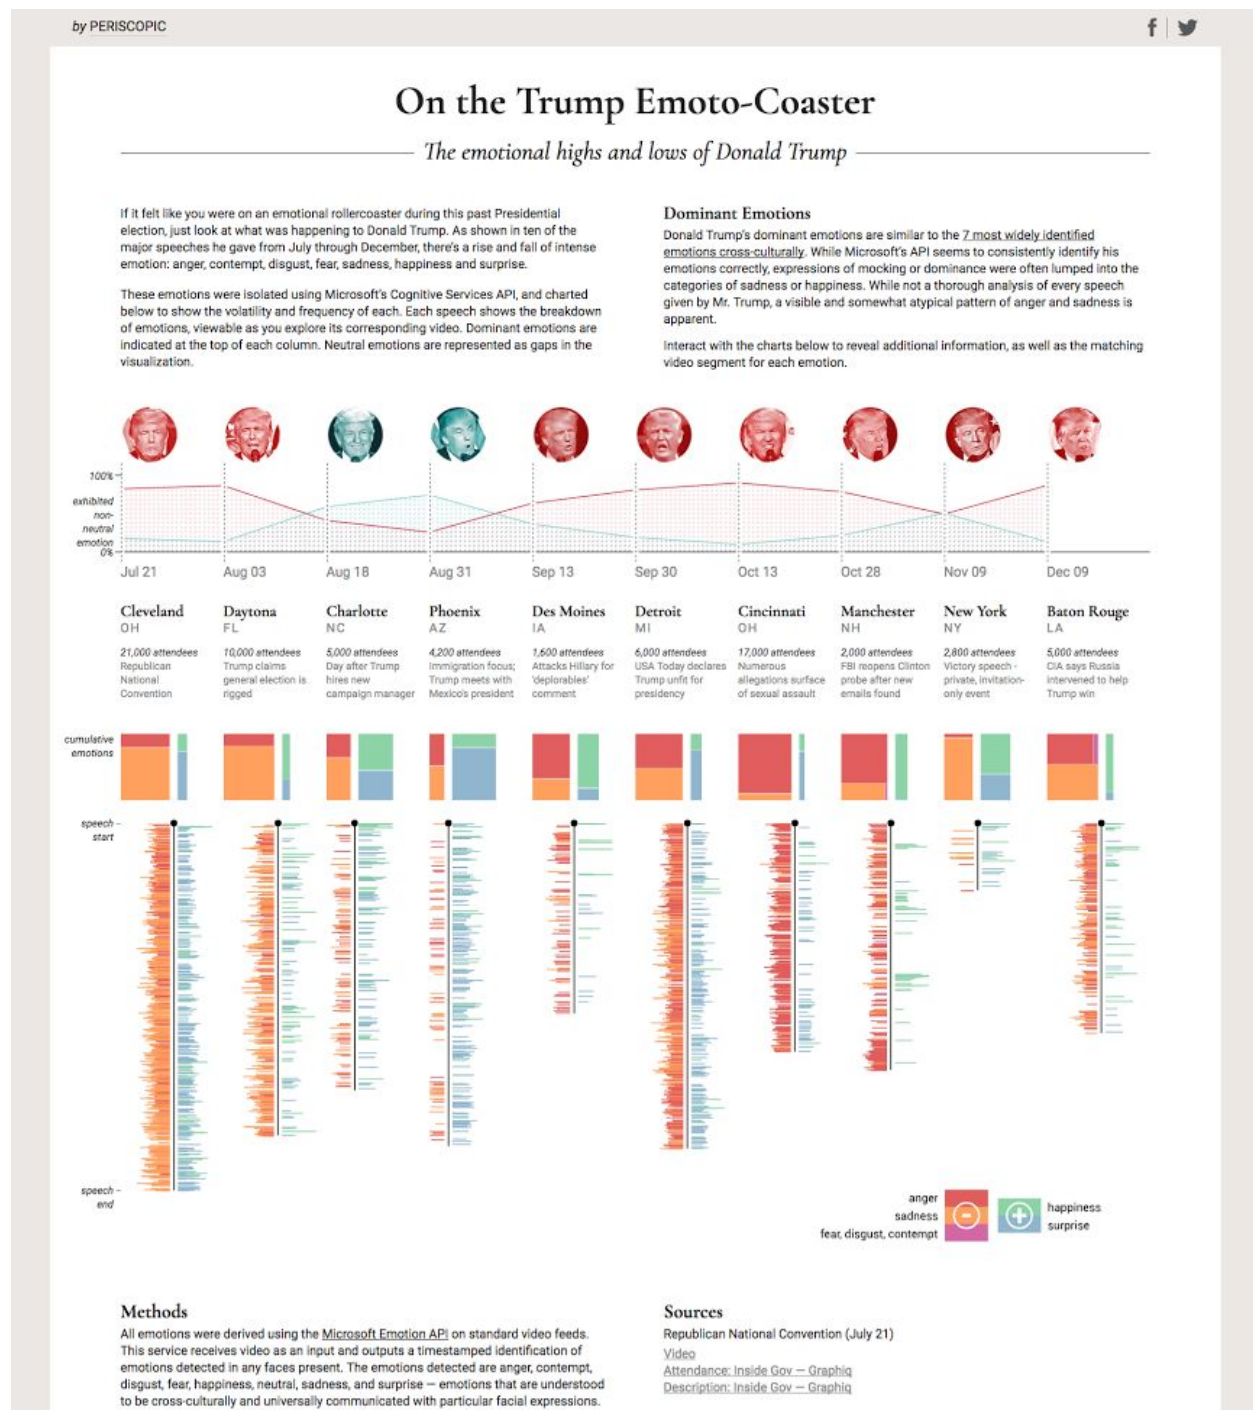 by PERISCOPIC
f
On the Trump Emoto-Coaster
The emotional highs and lows of Donald Trump
If it felt like you were on an emotional rollercoaster during this past Presidential
election, just look at what was happening to Donald Trump. As shown in ten of the
major speeches he gave from July through December, there's a rise and fall of intense
emotion: anger, contempt, disgust, fear, sadness, happiness and surprise.
These emotions were isolated using Microsoft's Cognitive Services API, and charted
below to show the volatility and frequency of each. Each speech shows the breakdown
of emotions, viewable as you explore its corresponding video. Dominant emotions are
indicated at the top of each column. Neutral emotions are represented as gaps in the
visualization.
Dominant Emotions
Donald Trump's dominant emotions are similar to the 7 most widely identified
emotions cross-culturally. While Microsoft's API seems to consistently identify his
emotions correctly, expressions of mocking or dominance were often lumped into the
categories of sadness or happiness. While not a thorough analysis of every speech
given by Mr. Trump, a visible and somewhat atypical pattern of anger and sadness is
apparent.
Interact with the charts below to reveal additional information, as well as the matching
video segment for each emotion.
100%
exhibited
non-
neutral
emotion
0%
Jul 21
Aug 03
Aug 18
Aug 31
Sep 13
Sep 30
Oct 13
Oct 28
Nov 09
Dec 09
Cleveland
OH
21,000 attendees
Republican
National
Convention
Daytona
FL
10,000 attendees
Trump claims
general election is
rigged
Charlotte
NC
5,000 attendees
Day after Trump
hires new
campaign manager
Phoenix
AZ
4,200 attendees
Immigration focus;
Trump meets with
Mexico's president
Des Moines
IA
1,600 attendees
Attacks Hillary for
'deplorables'
comment
Detroit
MI
6,000 attendees
USA Today declares
Trump unfit for
presidency
Cincinnati
OH
17,000 attendees
Numerous
allegations surface
of sexual assault
Manchester
NH
2,000 attendees
FBI reopens Clinton
probe after new
emails found
New York
NY
2,800 attendees
Victory speech -
private, invitation-
only event
Baton Rouge
LA
5,000 attendees
CIA says Russia
intervened to help
Trump win
cumulative
emotions
speech
start
speech
end
anger
sadness
fear, disgust, contempt
happiness
surprise
Methods
All emotions were derived using the Microsoft Emotion API on standard video feeds.
This service receives video as an input and outputs a timestamped identification of
emotions detected in any faces present. The emotions detected are anger, contempt,
disgust, fear, happiness, neutral, sadness, and surprise — emotions that are understood
to be cross-culturally and universally communicated with particular facial expressions.
Sources
Republican National Convention (July 21)
Video
Attendance: Inside Gov — Graphiq
Description: Inside Gov — Graphiq